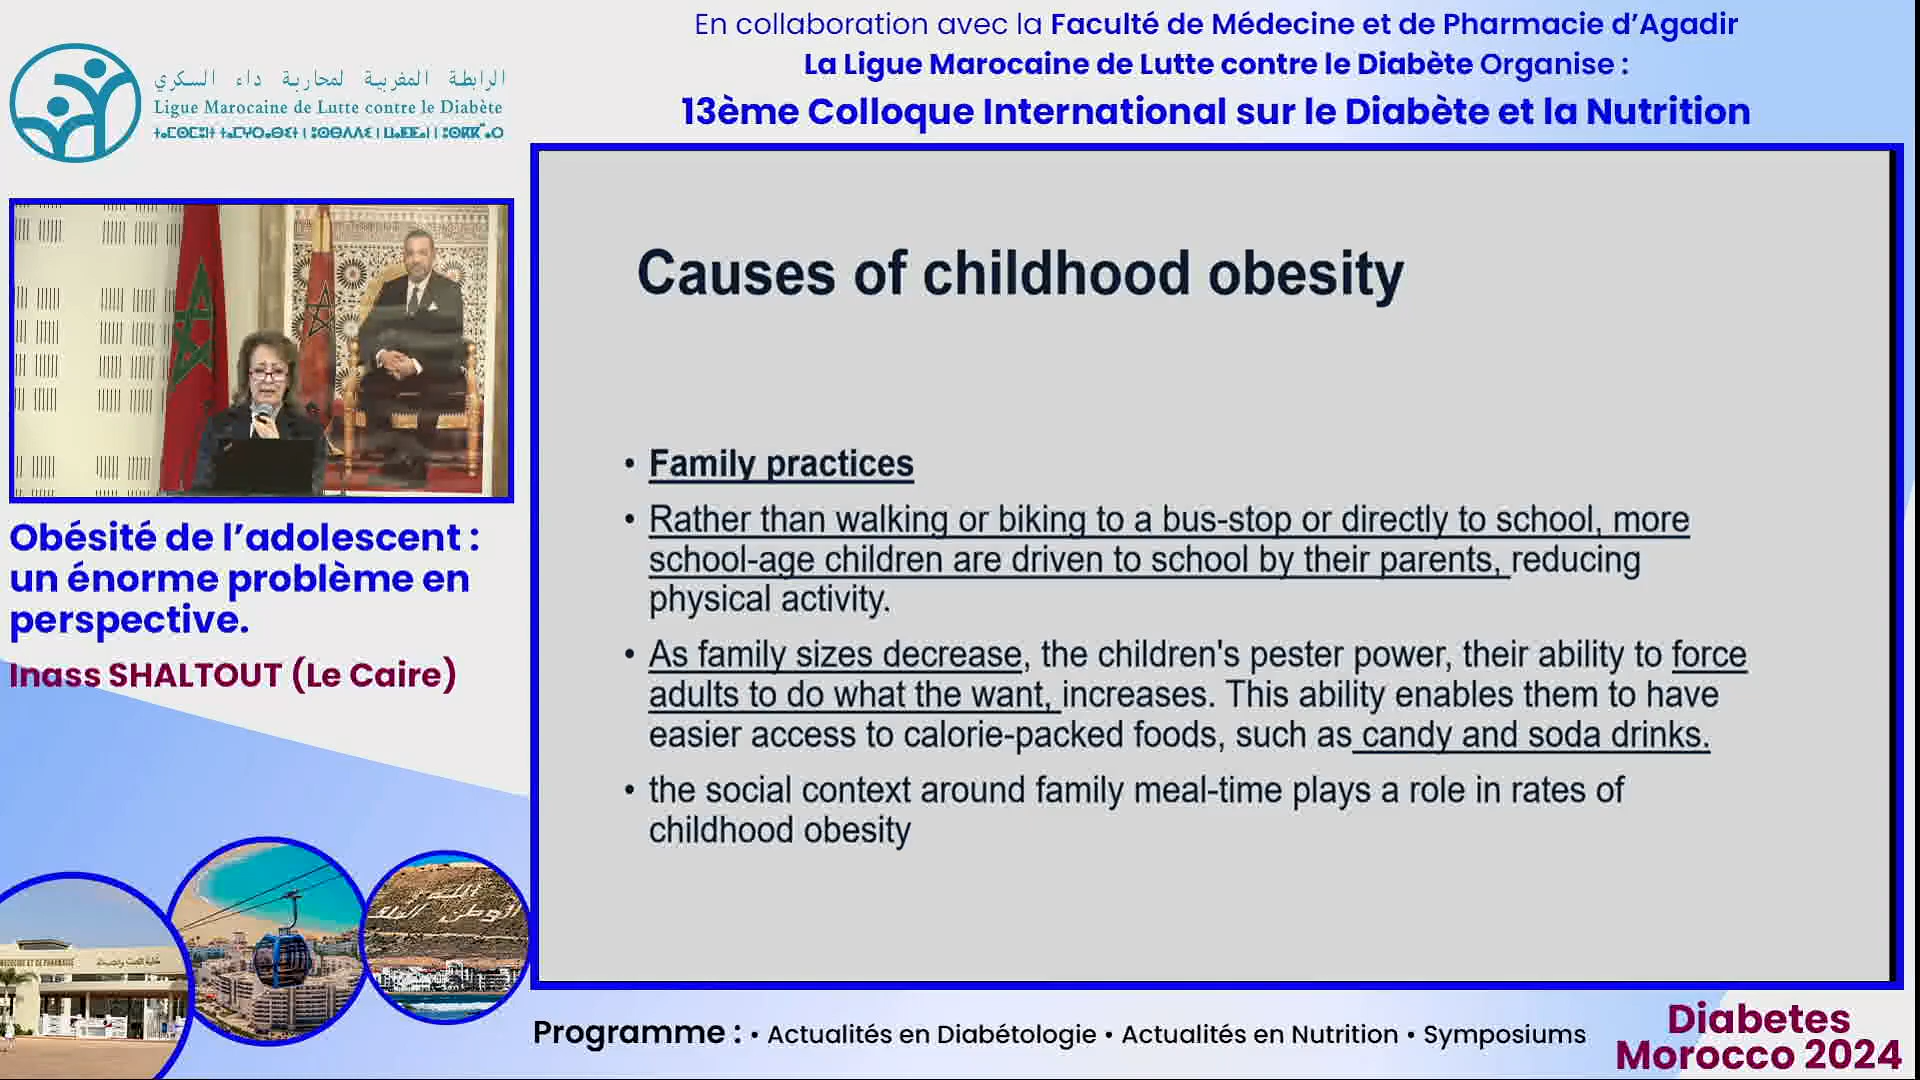 En collaboration avec la Faculté de Médecine et de Pharmacie d’Agadir
La Ligue Marocaine de Lutte contre le Diabète Organise :
13ème Colloque International sur le Diabète et la Nutrition
الرابطة المغربية لمحاربة داء السكري
Ligue Marocaine de Lutte contre le Diabète
Obésité de l’adolescent :
un énorme problème en
perspective.
Inass SHALTOUT (Le Caire)
Causes of childhood obesity
• Family practices
• Rather than walking or biking to a bus-stop or directly to school, more
school-age children are driven to school by their parents, reducing
physical activity.
• As family sizes decrease, the children's pester power, their ability to force
adults to do what the want, increases. This ability enables them to have
easier access to calorie-packed foods, such as candy and soda drinks.
• the social context around family meal-time plays a role in rates of
childhood obesity
الله
الوطن الملك
Programme : • Actualités en Diabétologie • Actualités en Nutrition • Symposiums
Diabetes
Morocco 2024